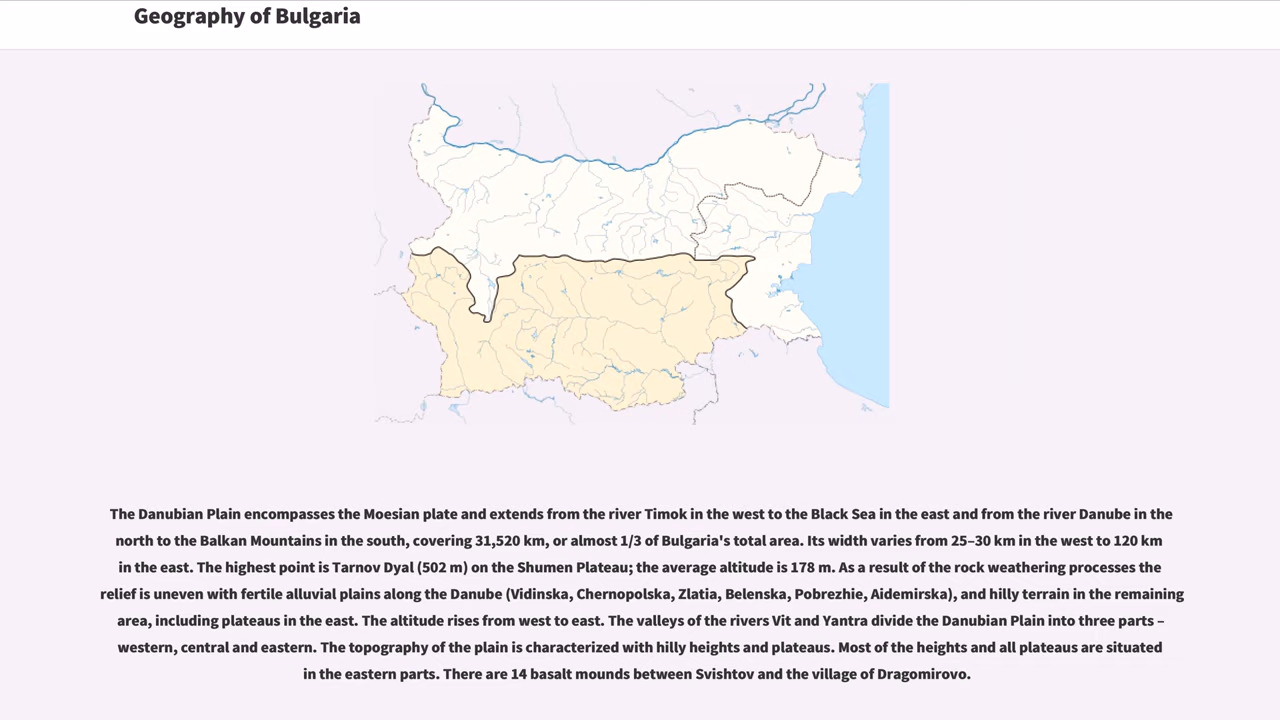 Geography of Bulgaria
The Danubian Plain encompasses the Moesian plate and extends from the river Timok in the west to the Black Sea in the east and from the river Danube in the
north to the Balkan Mountains in the south, covering 31,520 km, or almost 1/3 of Bulgaria's total area. Its width varies from 25–30 km in the west to 120 km
in the east. The highest point is Tarnov Dyal (502 m) on the Shumen Plateau; the average altitude is 178 m. As a result of the rock weathering processes the
relief is uneven with fertile alluvial plains along the Danube (Vidinska, Chernopolska, Zlatia, Belenska, Pobrezhie, Aidemirska), and hilly terrain in the remaining
area, including plateaus in the east. The altitude rises from west to east. The valleys of the rivers Vit and Yantra divide the Danubian Plain into three parts –
western, central and eastern. The topography of the plain is characterized with hilly heights and plateaus. Most of the heights and all plateaus are situated
in the eastern parts. There are 14 basalt mounds between Svishtov and the village of Dragomirovo.